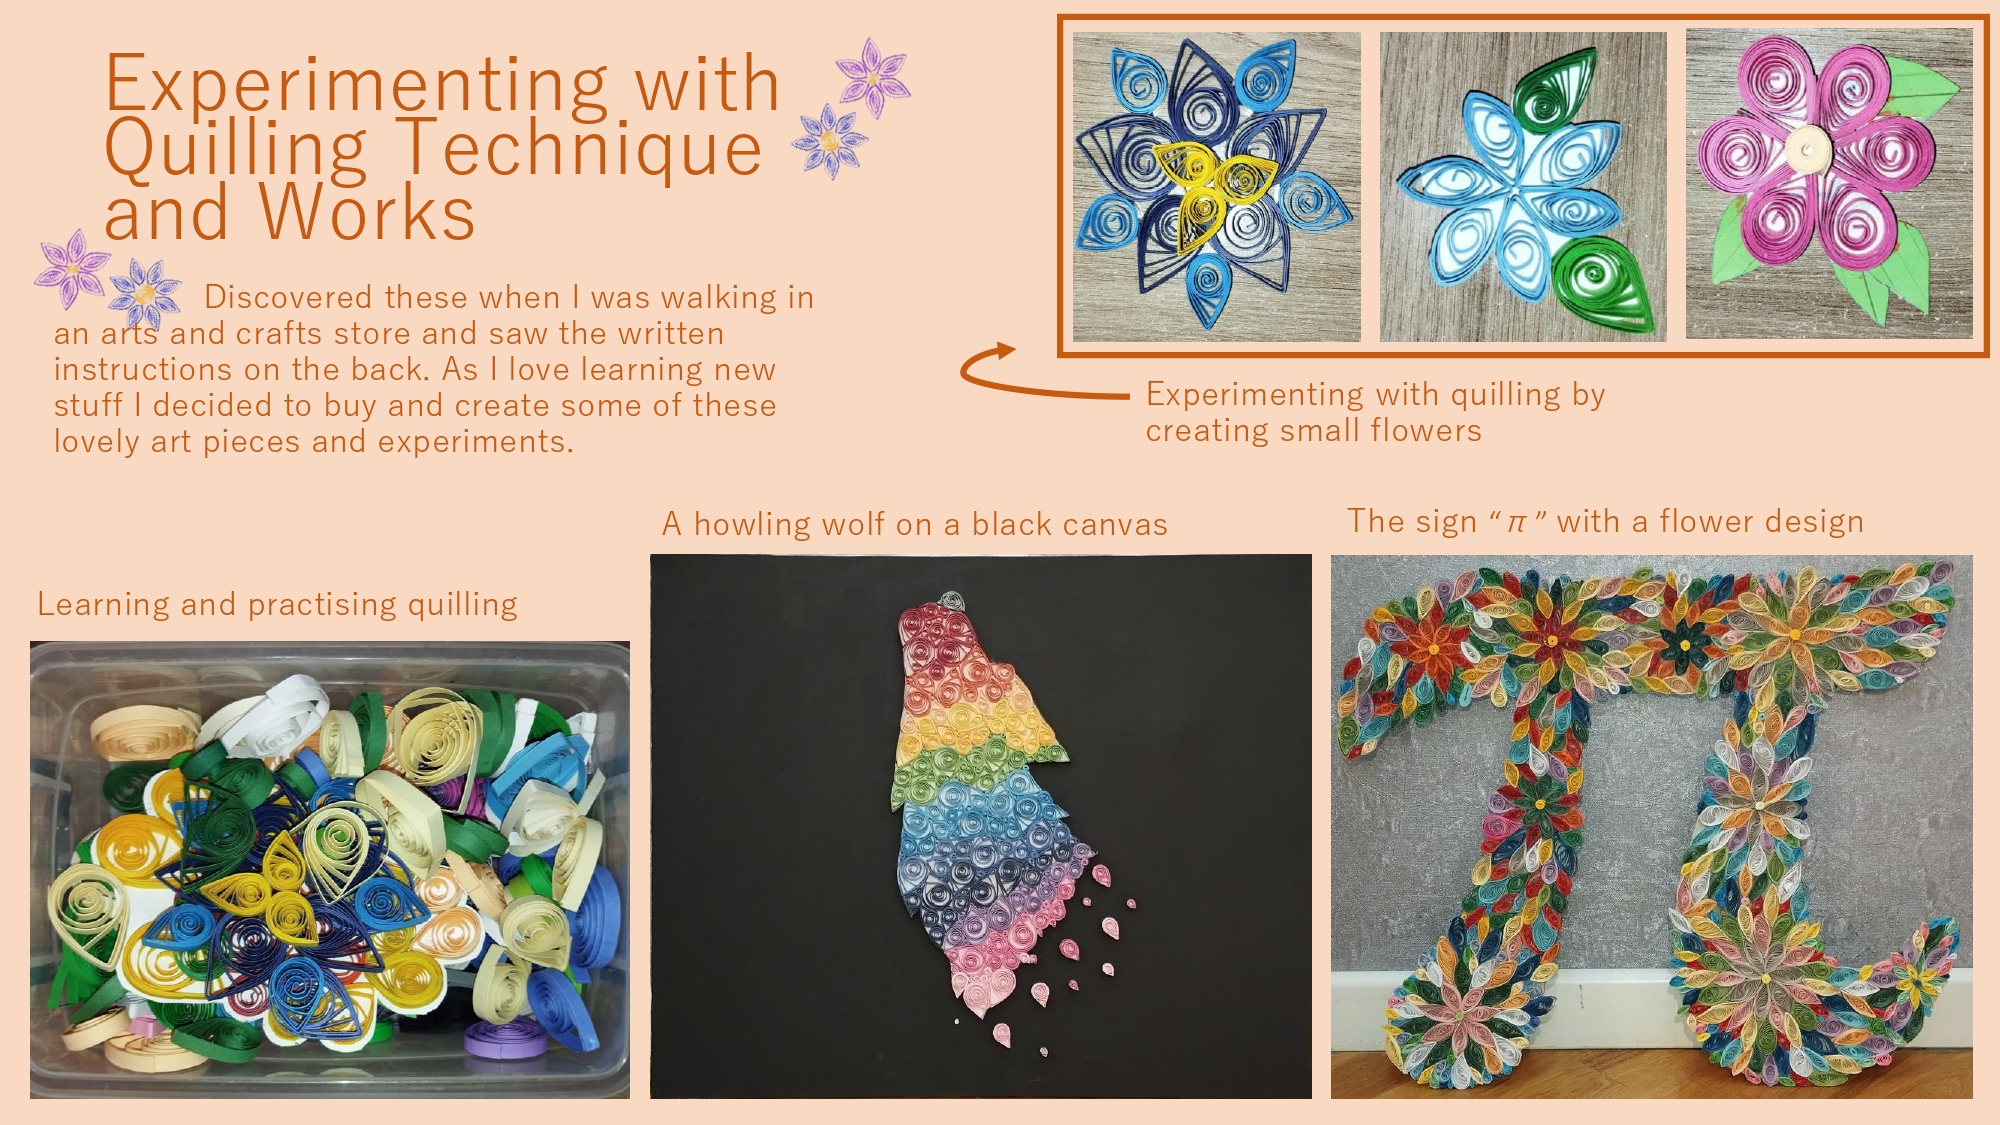 Experimenting with
Quilling Technique
and Works
Discovered these when I was walking in
an arts and crafts store and saw the written
instructions on the back. As I love learning new
stuff I decided to buy and create some of these
lovely art pieces and experiments.
Experimenting with quilling by
creating small flowers
Learning and practising quilling
A howling wolf on a black canvas
The sign “π” with a flower design